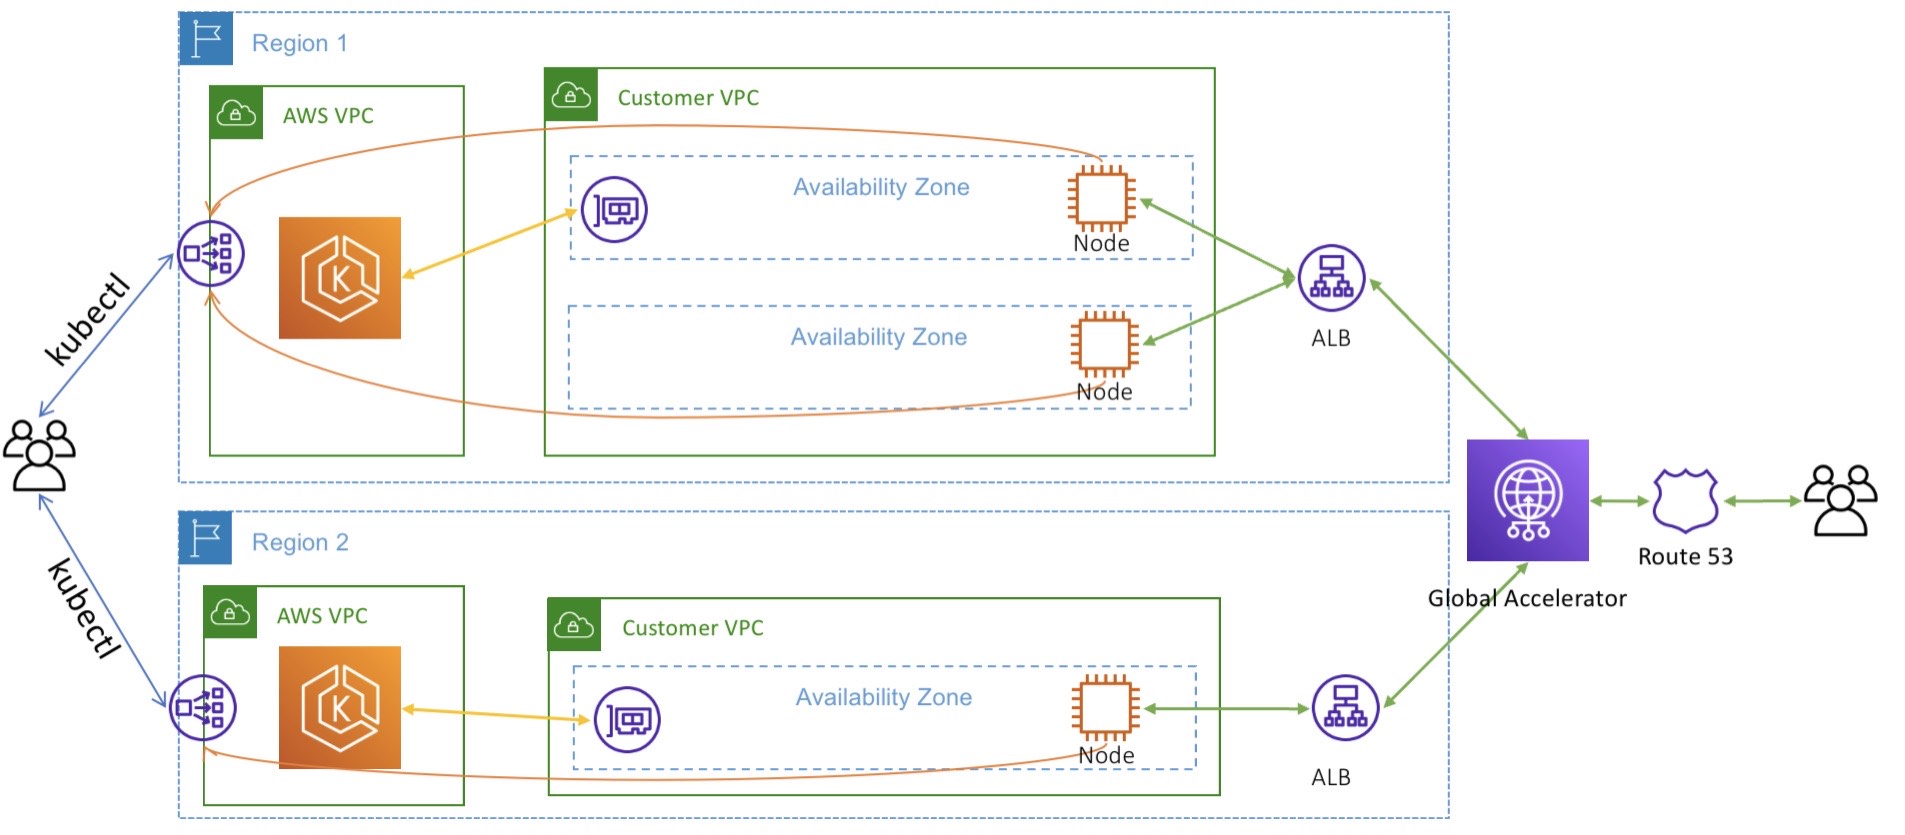 Region 1
AWS VPC
Customer VPC
Availability Zone
Node
kubectl
K
Availability Zone
Node
ALB
Region 2
AWS VPC
Customer VPC
Availability Zone
Node
kubectl
K
ALB
Global Accelerator
Route 53